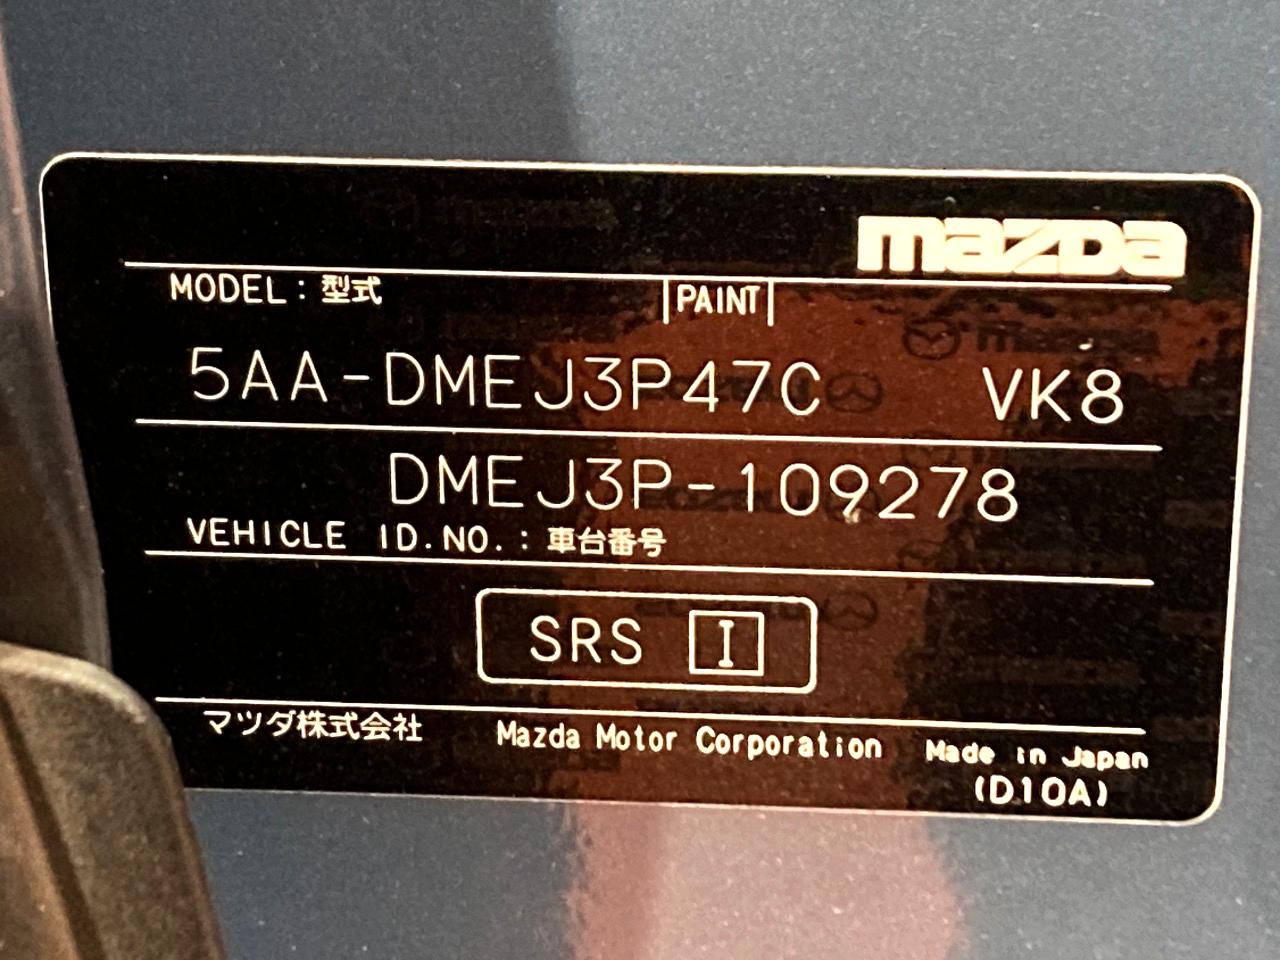 mazda
MODEL : 型式 PAINT
5AA-DMEJ3P47C VK8
DMEJ3P-109278
VEHICLE ID.NO. : 車台番号
SRS I
マツダ株式会社 Mazda Motor Corporation Made in Japan
(D10A)